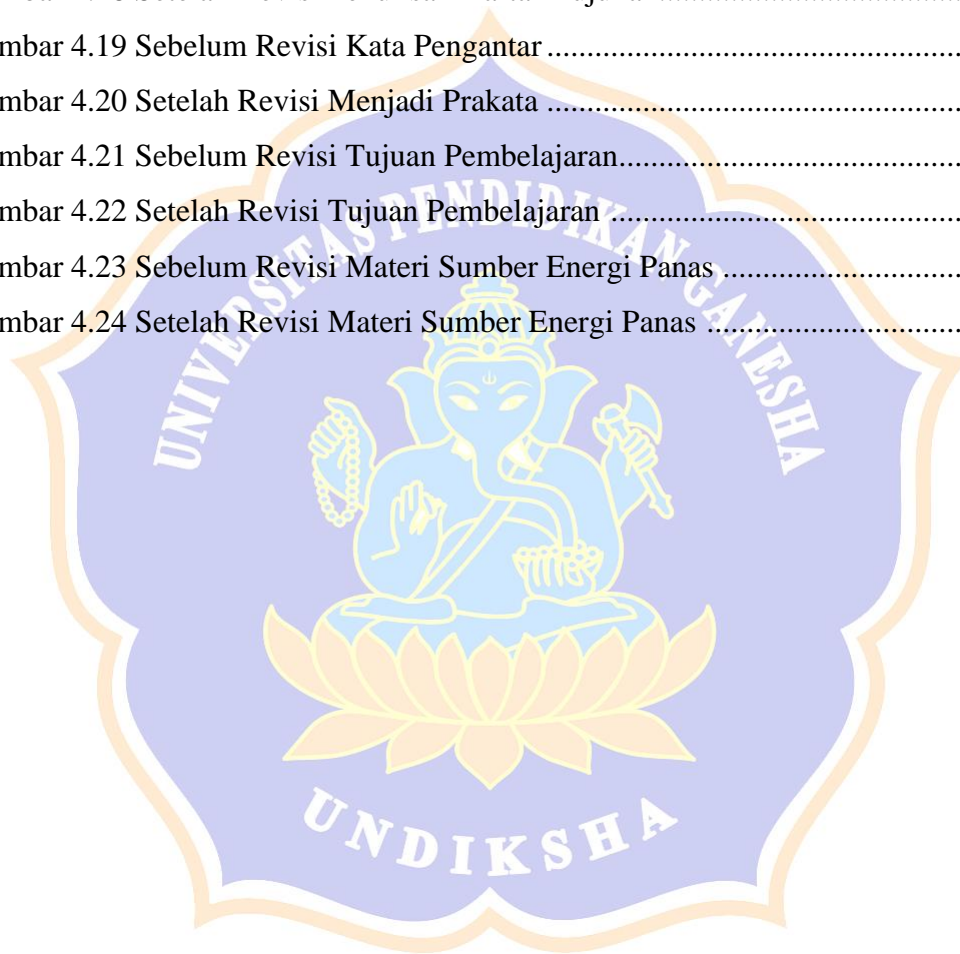 mbar 4.19 Sebelum Revisi Kata Pengantar ........................................................
mbar 4.20 Setelah Revisi Menjadi Prakata ........................................................
mbar 4.21 Sebelum Revisi Tujuan Pembelajaran..............................................
mbar 4.22 Setelah Revisi Tujuan Pembelajaran ...............................................
mbar 4.23 Sebelum Revisi Materi Sumber Energi Panas ................................
mbar 4.24 Setelah Revisi Materi Sumber Energi Panas ..................................
UNIVERSITAS PENDIDIKAN GANESHA
UNDIKSHA